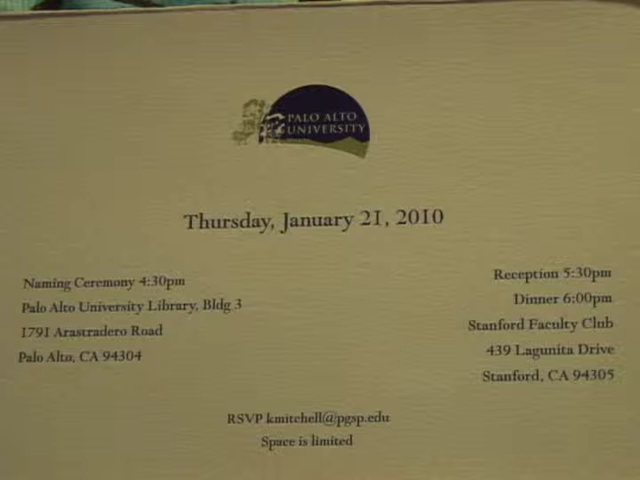 PALO ALTO
UNIVERSITY
Thursday, January 21, 2010
Naming Ceremony 4:30pm
Palo Alto University Library, Bldg 3
1791 Arastradero Road
Palo Alto, CA 94304
Reception 5:30pm
Dinner 6:00pm
Stanford Faculty Club
439 Lagunita Drive
Stanford, CA 94305
RSVP kmitchell@pgsp.edu
Space is limited